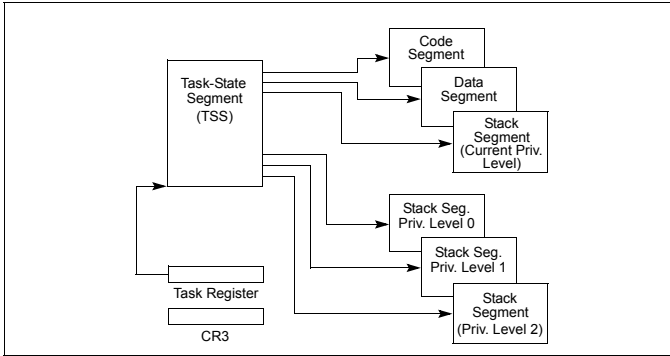 Task-State
Segment
(TSS)
Code
Segment
Data
Segment
Stack
Segment
(Current Priv.
Level)
Stack Seg.
Priv. Level 0
Stack Seg.
Priv. Level 1
Stack
Segment
(Priv. Level 2)
Task Register
CR3